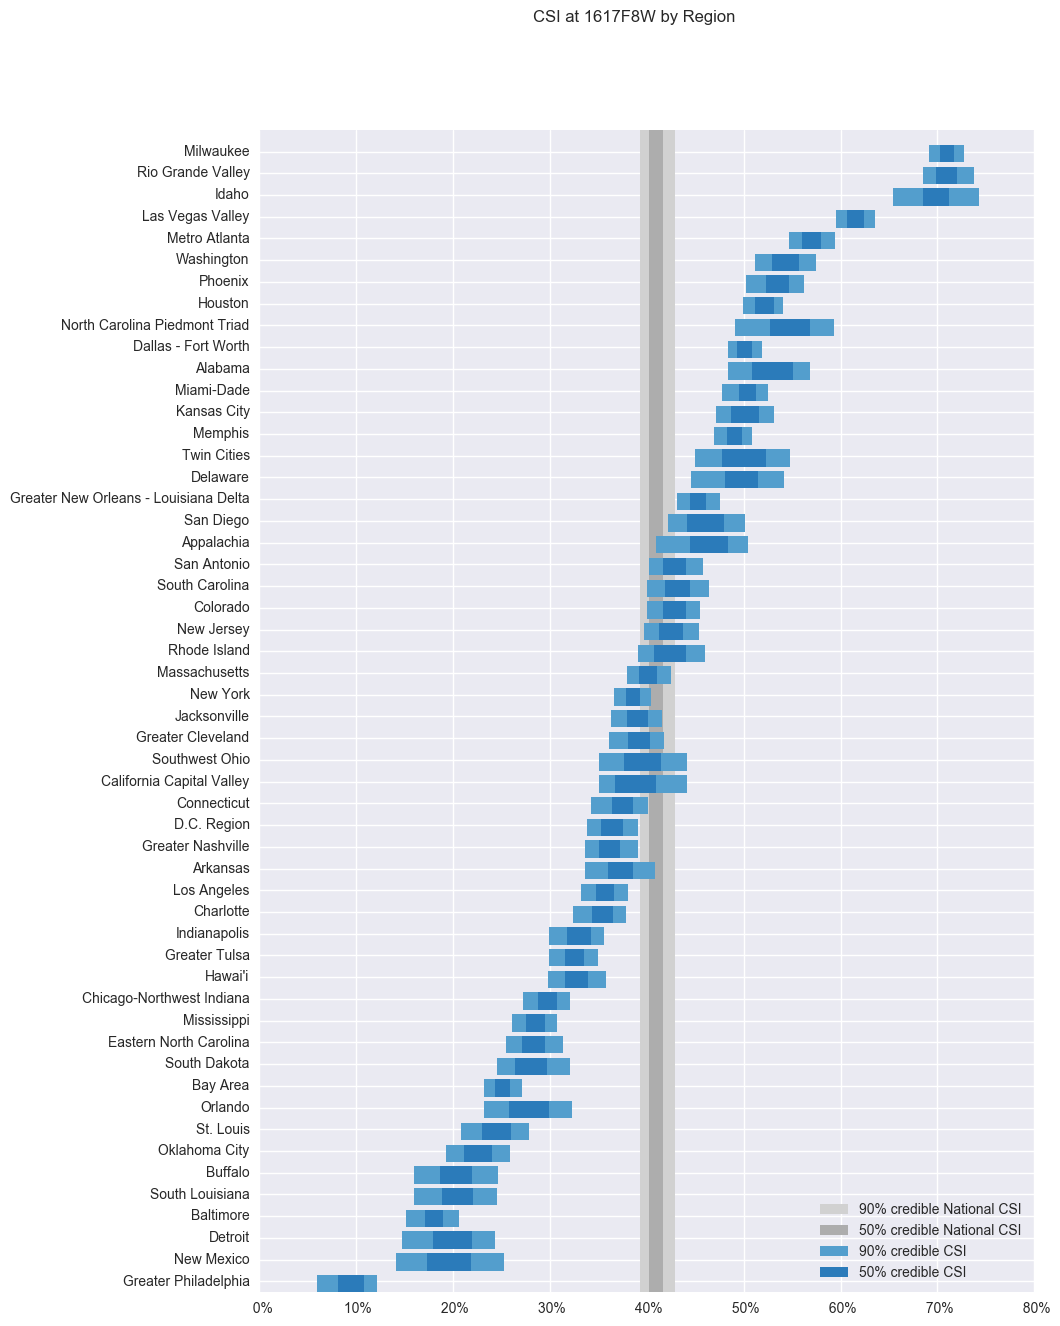 CSI at 1617F8W by Region
Milwaukee
Rio Grande Valley
Idaho
Las Vegas Valley
Metro Atlanta
Washington
Phoenix
Houston
North Carolina Piedmont Triad
Dallas - Fort Worth
Alabama
Miami-Dade
Kansas City
Memphis
Twin Cities
Delaware
Greater New Orleans - Louisiana Delta
San Diego
Appalachia
San Antonio
South Carolina
Colorado
New Jersey
Rhode Island
Massachusetts
New York
Jacksonville
Greater Cleveland
Southwest Ohio
California Capital Valley
Connecticut
D.C. Region
Greater Nashville
Arkansas
Los Angeles
Charlotte
Indianapolis
Greater Tulsa
Hawai'i
Chicago-Northwest Indiana
Mississippi
Eastern North Carolina
South Dakota
Bay Area
Orlando
St. Louis
Oklahoma City
Buffalo
South Louisiana
Baltimore
Detroit
New Mexico
Greater Philadelphia
90% credible National CSI
50% credible National CSI
90% credible CSI
50% credible CSI
0% 10% 20% 30% 40% 50% 60% 70% 80%